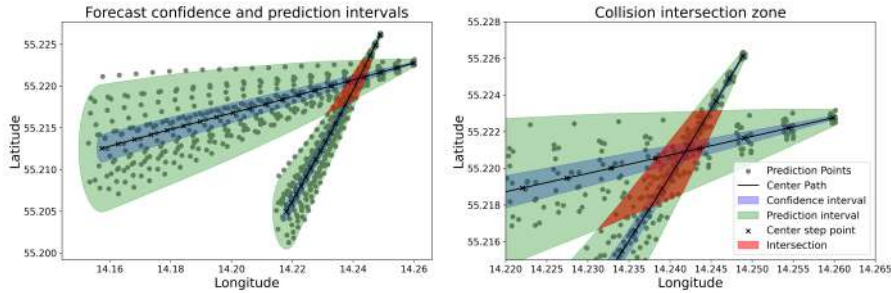 Forecast confidence and prediction intervals
55.225
55.220
55.215
55.210
55.205
55.200
Latitude
14.16
14.18
14.20
14.22
14.24
14.26
Longitude
Collision intersection zone
55.228
55.226
55.224
55.222
55.220
55.218
55.216
Latitude
14.220
14.225
14.230
14.235
14.240
14.245
14.250
14.255
14.260
14.265
Longitude
Prediction Points
Center Path
Confidence interval
Prediction interval
Center step point
Intersection